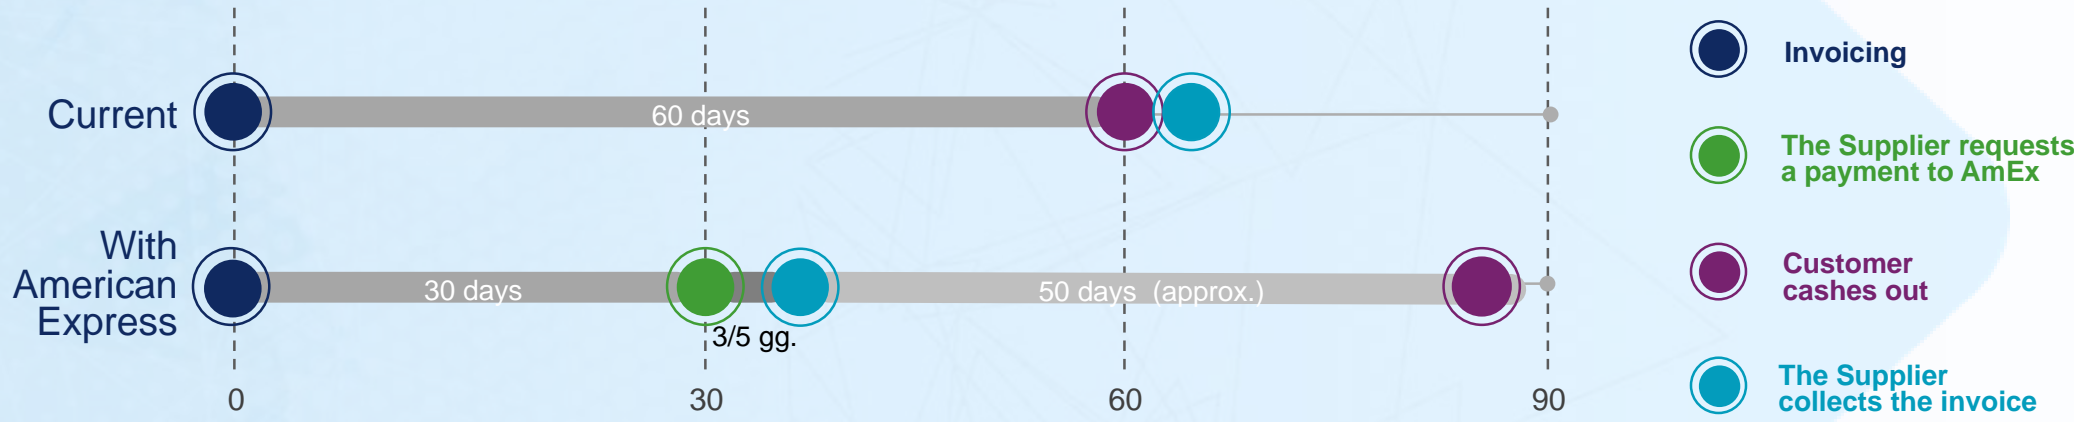 Current
60 days
With
American
Express
30 days
3/5 gg.
50 days (approx.)
0
30
60
90
Invoicing
The Supplier requests
a payment to AmEx
Customer
cashes out
The Supplier
collects the invoice